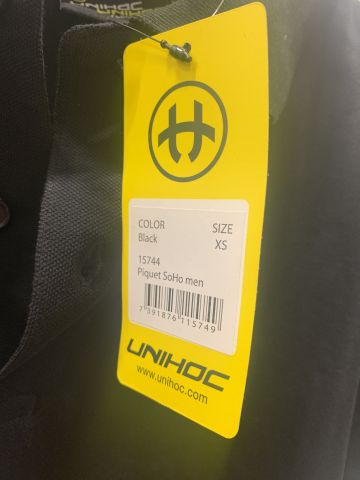 UNIHOC
COLOR SIZE
Black XS
15744
Piquet SoHo men
7 391876 115749
UNIHOC
www.unihoc.com